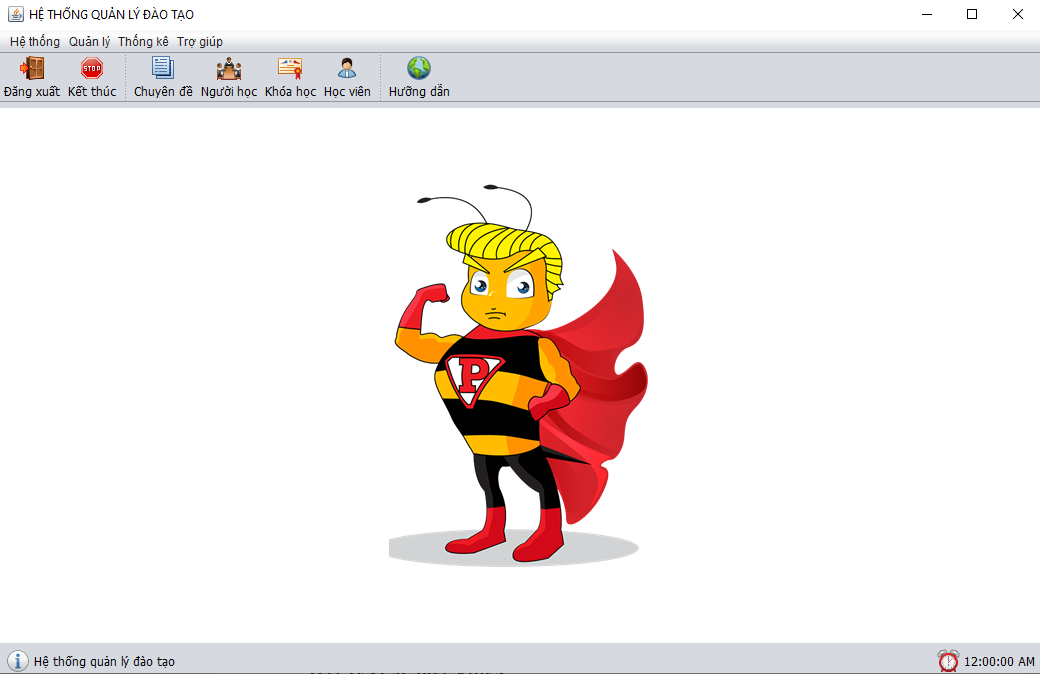 HỆ THỐNG QUẢN LÝ ĐÀO TẠO
Hệ thống Quản lý Thống kê Trợ giúp
STOP
Đăng xuất Kết thúc Chuyên đề Người học Khóa học Học viên Hướng dẫn
P
Hệ thống quản lý đào tạo 12:00:00 AM